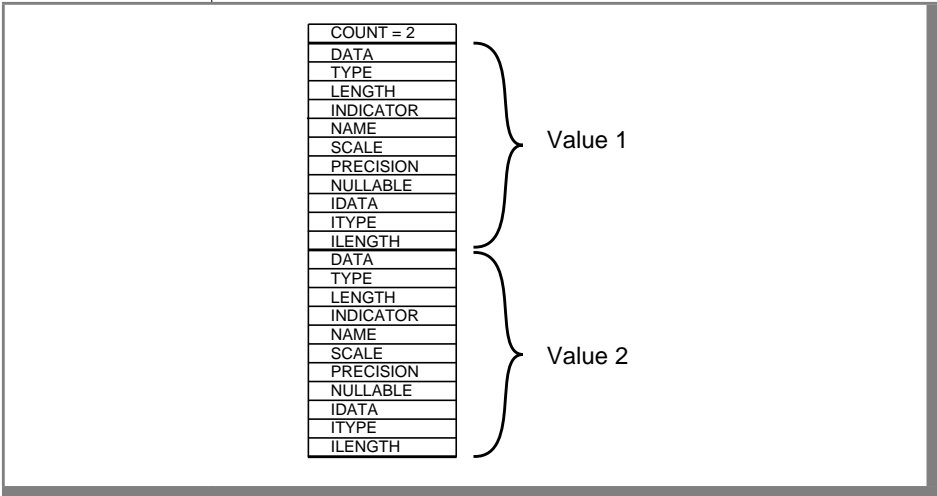 COUNT = 2
DATA
TYPE
LENGTH
INDICATOR
NAME
SCALE
PRECISION
NULLABLE
IDATA
ITYPE
ILENGTH
Value 1
DATA
TYPE
LENGTH
INDICATOR
NAME
SCALE
PRECISION
NULLABLE
IDATA
ITYPE
ILENGTH
Value 2